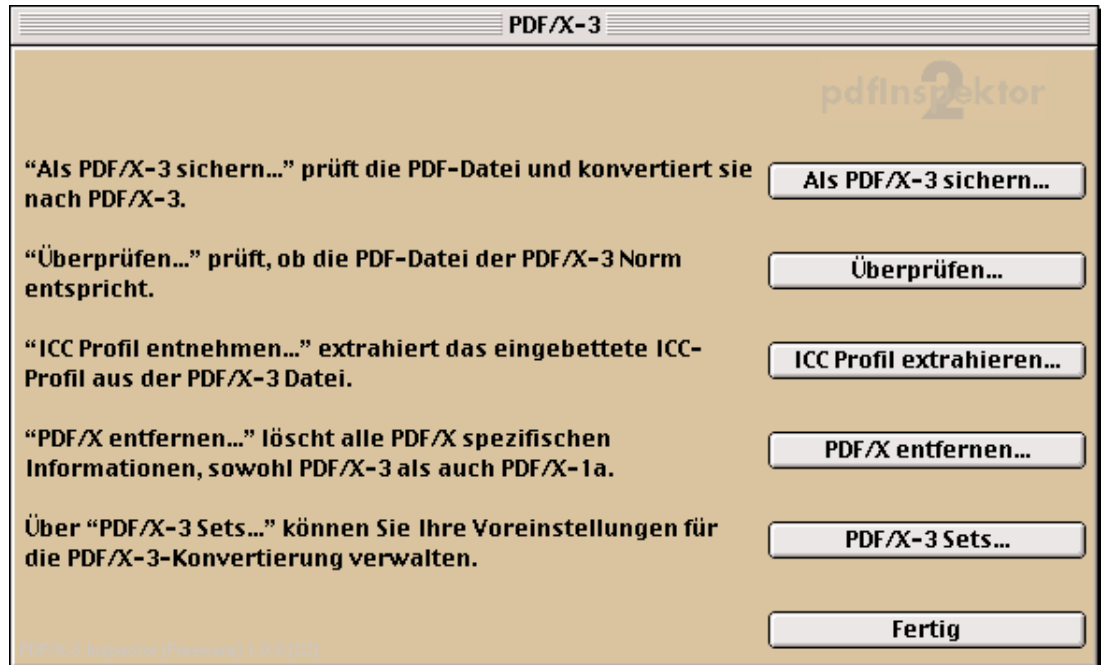 PDF/X-3
pdfInspektor 2
“Als PDF/X-3 sichern...” prüft die PDF-Datei und konvertiert sie
nach PDF/X-3.
Als PDF/X-3 sichern...
“Überprüfen...” prüft, ob die PDF-Datei der PDF/X-3 Norm
entspricht.
Überprüfen...
“ICC Profil entnehmen...” extrahiert das eingebettete ICC-
Profil aus der PDF/X-3 Datei.
ICC Profil extrahieren...
“PDF/X entfernen...” löscht alle PDF/X spezifischen
Informationen, sowohl PDF/X-3 als auch PDF/X-1a.
PDF/X entfernen...
Über “PDF/X-3 Sets...” können Sie Ihre Voreinstellungen für
die PDF/X-3-Konvertierung verwalten.
PDF/X-3 Sets...
Fertig